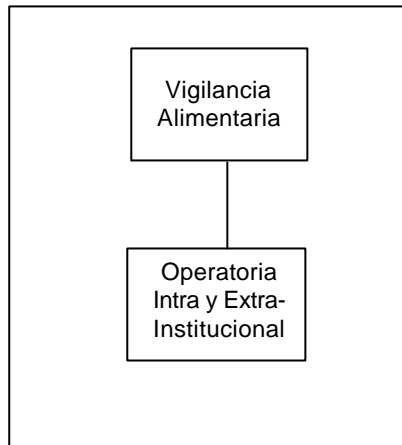 Vigilancia
Alimentaria
Operatoria
Intra y Extra-
Institucional